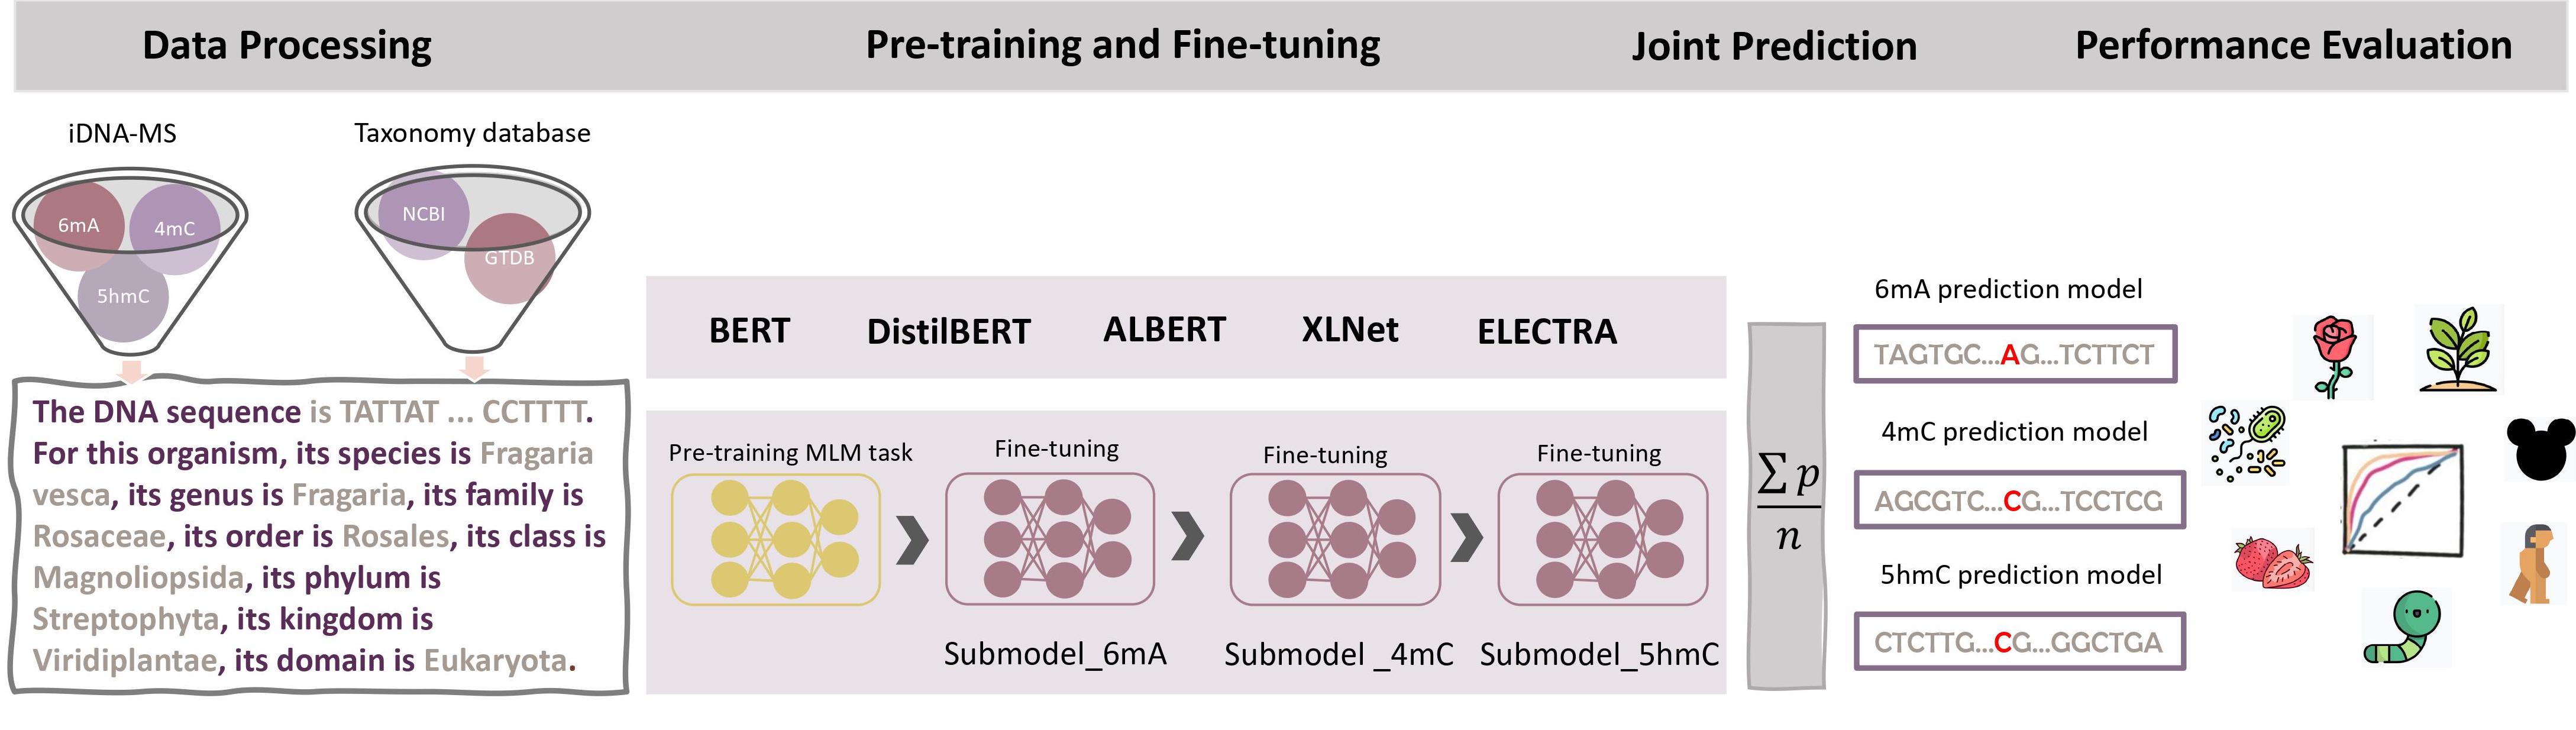 Data Processing
Pre-training and Fine-tuning
Joint Prediction
Performance Evaluation
iDNA-MS
Taxonomy database
6mA
4mC
5hmC
NCBI
GTDB
The DNA sequence is TATTAT ... CCTTTT.
For this organism, its species is Fragaria
vesca, its genus is Fragaria, its family is
Rosaceae, its order is Rosales, its class is
Magnoliopsida, its phylum is
Streptophyta, its kingdom is
Viridiplantae, its domain is Eukaryota.
BERT
DistilBERT
ALBERT
XLNet
ELECTRA
Pre-training MLM task
Fine-tuning
Fine-tuning
Fine-tuning
Submodel_6mA
Submodel _4mC
Submodel_5hmC
∑ p
n
6mA prediction model
TAGTGC...AG...TCTTCT
4mC prediction model
AGCGTC...CG...TCCTCG
5hmC prediction model
CTCTTG...CG...GGCTGA